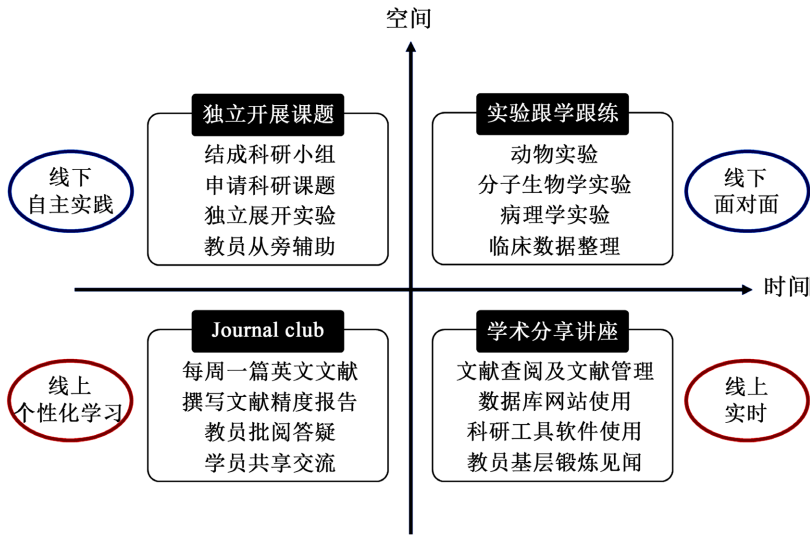 空间
独立开展课题
结成科研小组
申请科研课题
独立展开实验
教员从旁辅助
线下
自主实践
实验跟学跟练
动物实验
分子生物学实验
病理学实验
临床数据整理
线下
面对面
时间
Journal club
每周一篇英文文献
撰写文献精度报告
教员批阅答疑
学员共享交流
线上
个性化学习
学术分享讲座
文献查阅及文献管理
数据库网站使用
科研工具软件使用
教员基层锻炼见闻
线上
实时